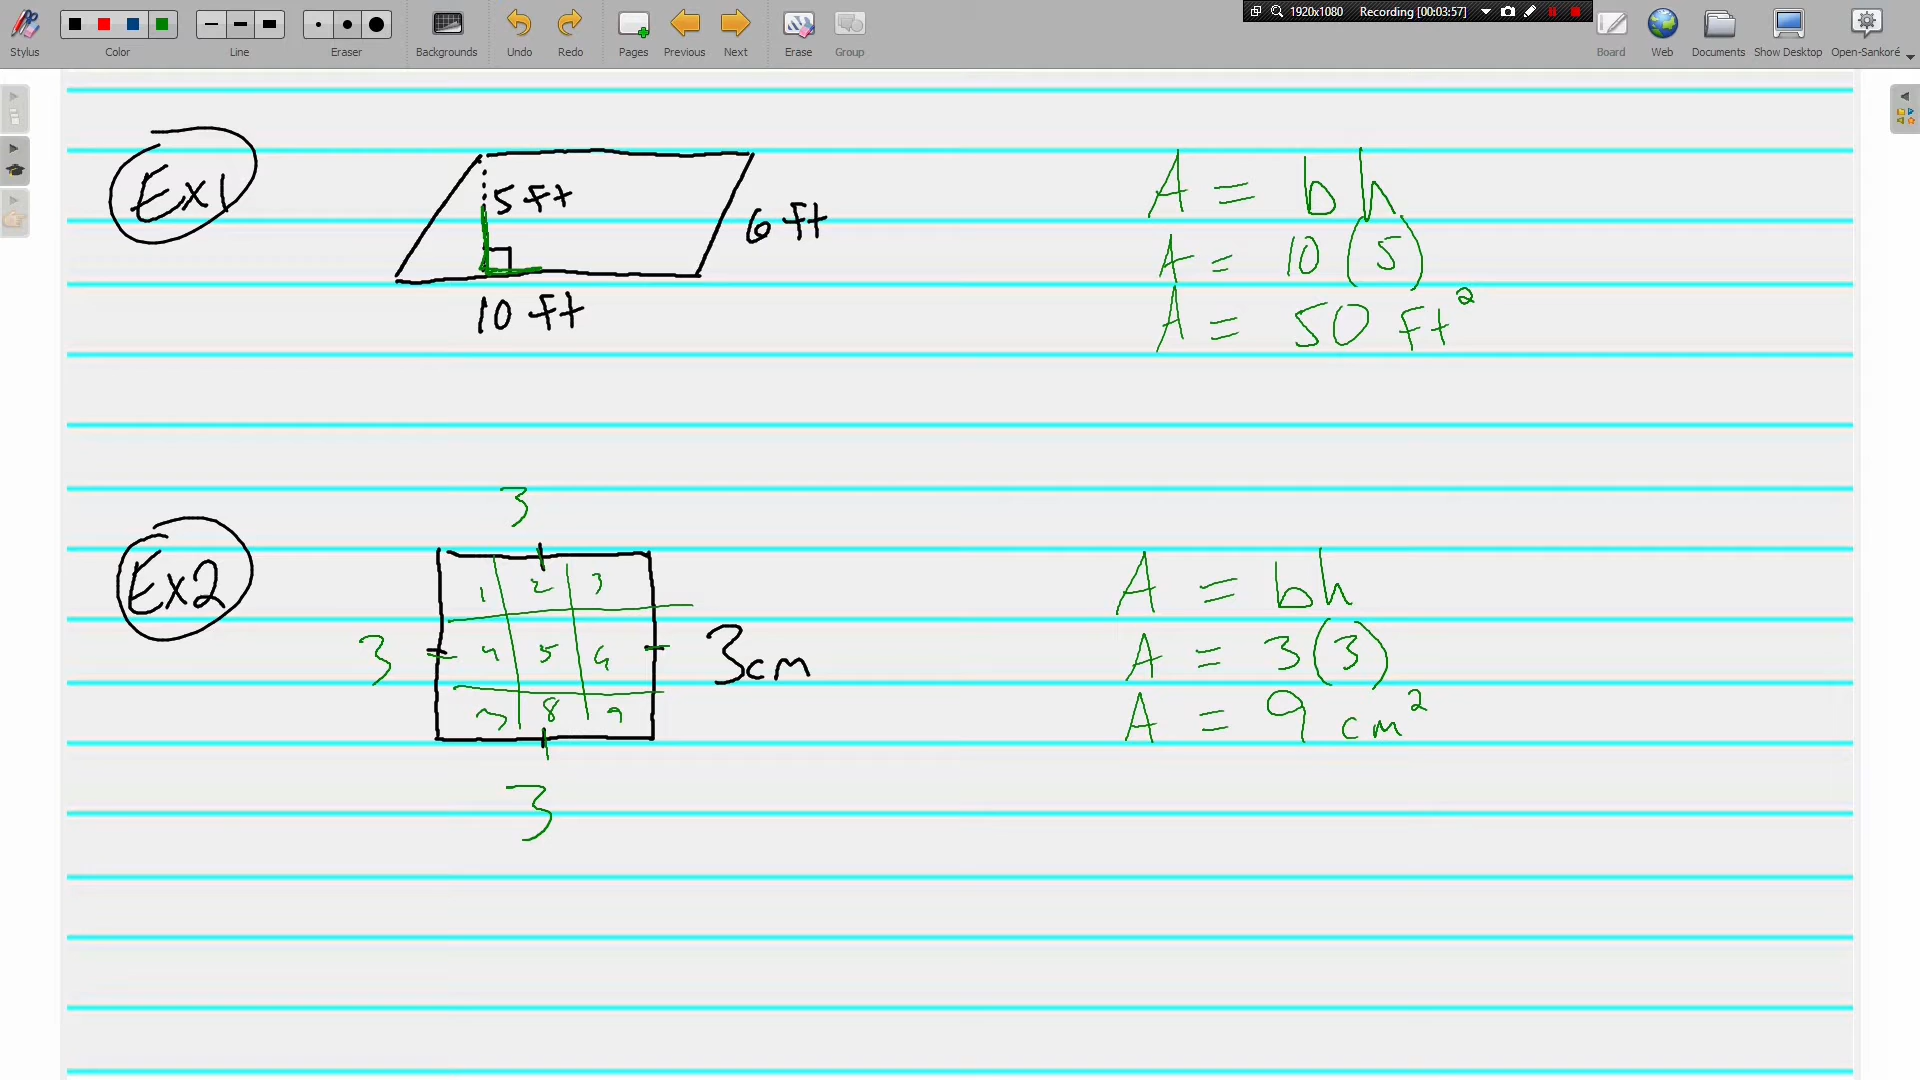 1920x1080 Recording [00:03:57]
Stylus Color Line Eraser Backgrounds Undo Redo Pages Previous Next Erase Group Board Web Documents Show Desktop Open-Sankoré
Ex1
5 ft
6 ft
10 ft
A = bh
A = 10(5)
A = 50 ft²
Ex2
3
1 2 3
3
4 5 6
3cm
7 8 9
3
A = bh
A = 3(3)
A = 9 cm²